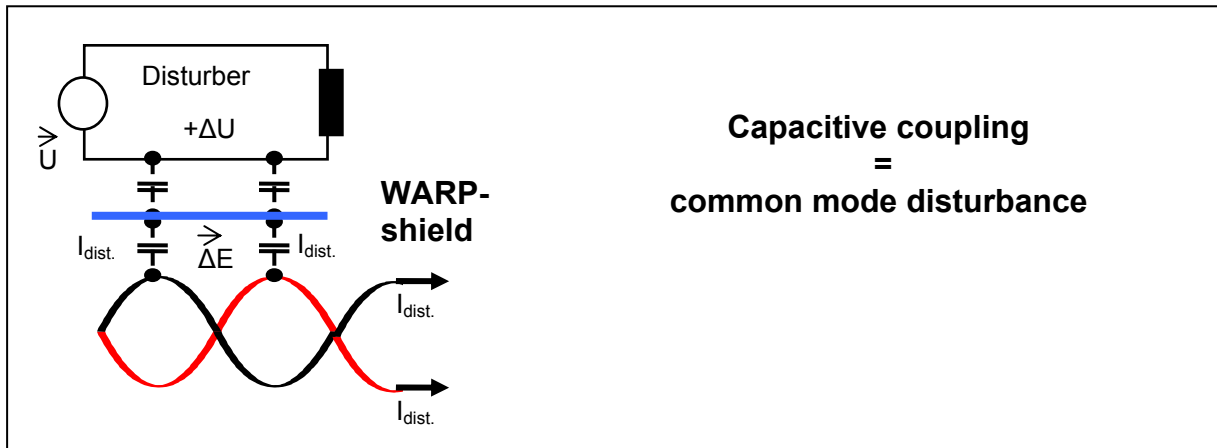 Disturber
+ΔU
U
WARP-
shield
I_dist.
ΔE
I_dist.
I_dist.
I_dist.
Capacitive coupling
=
common mode disturbance